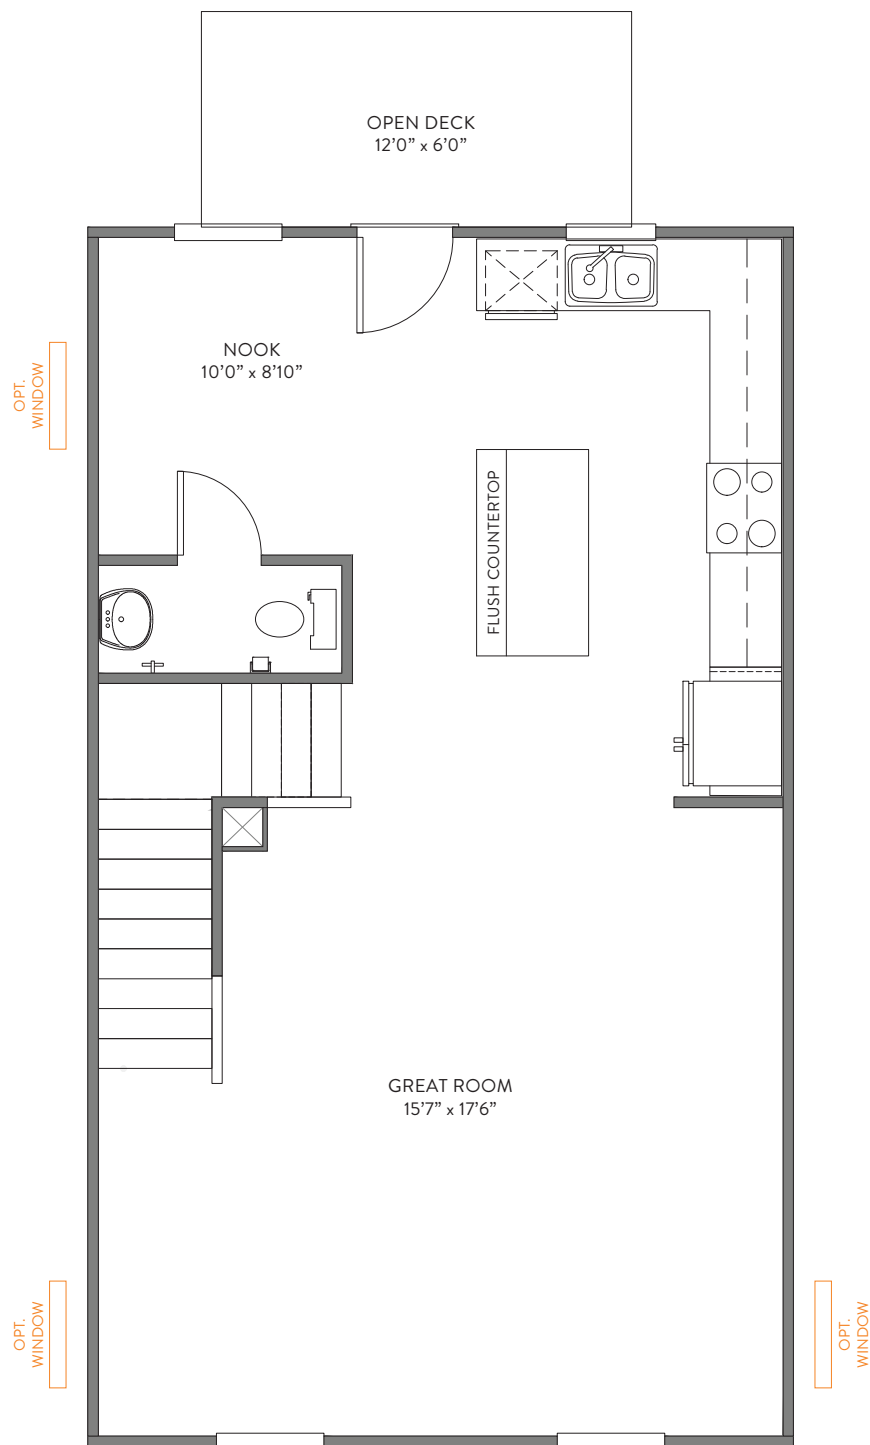 OPEN DECK
12’0” x 6’0”
NOOK
10’0” x 8’10”
OPT.
WINDOW
FLUSH COUNTERTOP
GREAT ROOM
15’7” x 17’6”
OPT.
WINDOW
OPT.
WINDOW